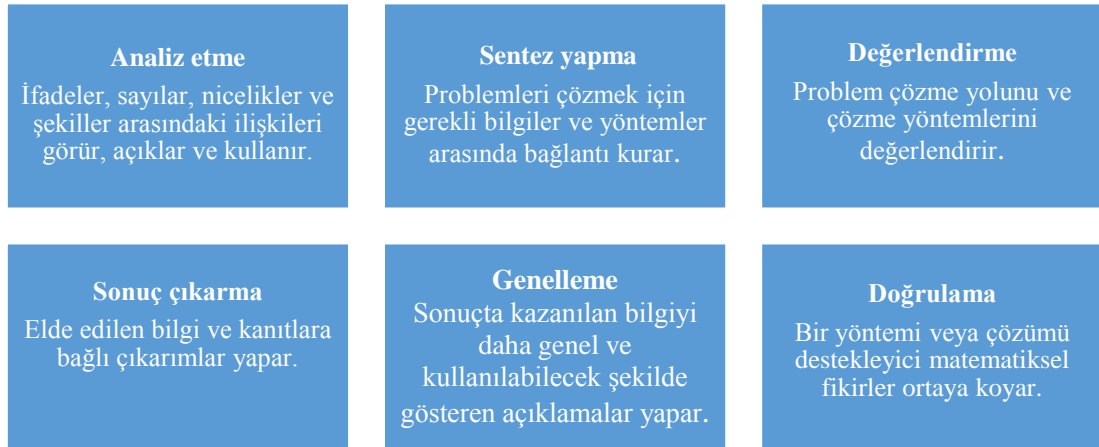 Analiz etme
İfadeler, sayılar, nicelikler ve
şekiller arasındaki ilişkileri
görür, açıklar ve kullanır.
Sentez yapma
Problemleri çözmek için
gerekli bilgiler ve yöntemler
arasında bağlantı kurar.
Değerlendirme
Problem çözme yolunu ve
çözme yöntemlerini
değerlendirir.
Sonuç çıkarma
Elde edilen bilgi ve kanıtlara
bağlı çıkarımlar yapar.
Genelleme
Sonuçta kazanılan bilgiyi
daha genel ve
kullanılabilecek şekilde
gösteren açıklamalar yapar.
Doğrulama
Bir yöntemi veya çözümü
destekleyici matematiksel
fikirler ortaya koyar.